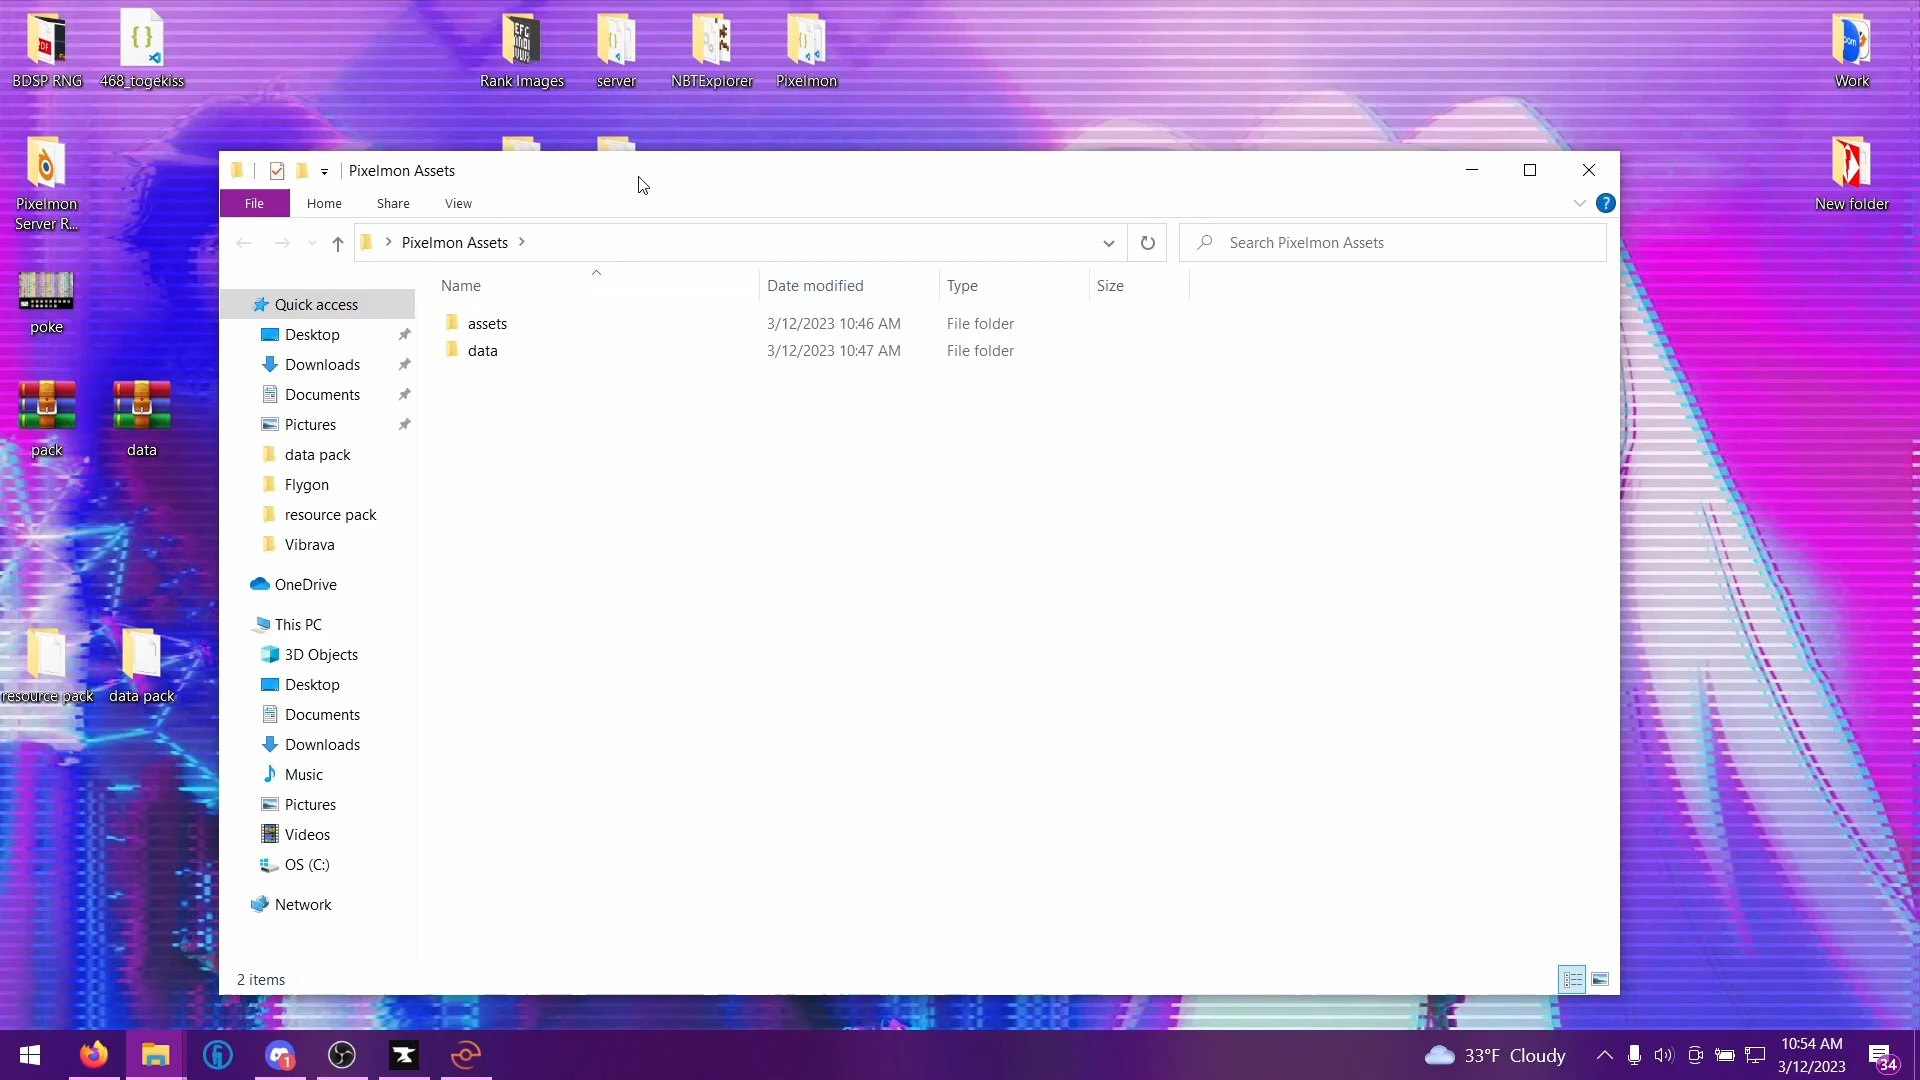 BDSP RNG
468_togekiss
Rank Images
server
NBTExplorer
Pixelmon
Work
Pixelmon
Server R...
New folder
poke
pack
data
resource pack
data pack
Pixelmon Assets
File
Home
Share
View
Pixelmon Assets
Search Pixelmon Assets
Name
Date modified
Type
Size
assets
3/12/2023 10:46 AM
File folder
data
3/12/2023 10:47 AM
File folder
Quick access
Desktop
Downloads
Documents
Pictures
data pack
Flygon
resource pack
Vibrava
OneDrive
This PC
3D Objects
Desktop
Documents
Downloads
Music
Pictures
Videos
OS (C:)
Network
2 items
1
33°F Cloudy
10:54 AM
3/12/2023
34